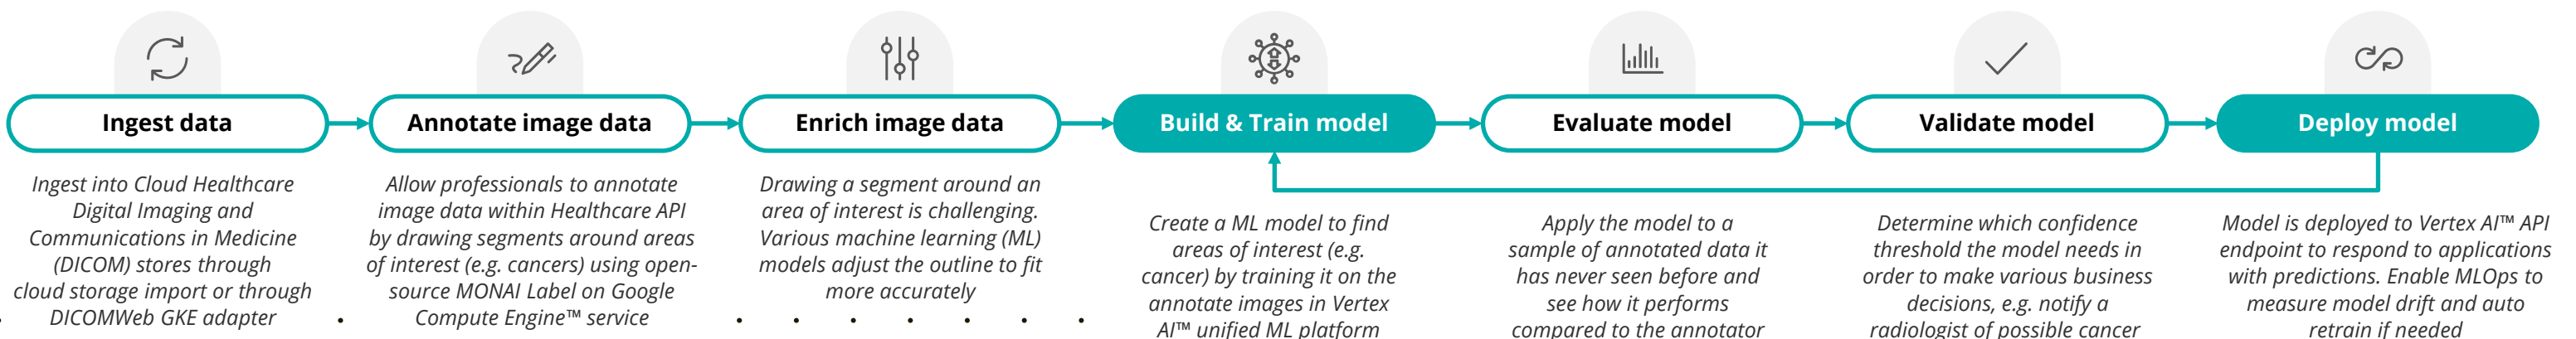 Ingest data
Annotate image data
Enrich image data
Build & Train model
Evaluate model
Validate model
Deploy model
Ingest into Cloud Healthcare
Digital Imaging and
Communications in Medicine
(DICOM) stores through
cloud storage import or through
DICOMWeb GKE adapter
Allow professionals to annotate
image data within Healthcare API
by drawing segments around areas
of interest (e.g. cancers) using open-
source MONAI Label on Google
Compute Engine™ service
Drawing a segment around an
area of interest is challenging.
Various machine learning (ML)
models adjust the outline to fit
more accurately
Create a ML model to find
areas of interest (e.g.
cancer) by training it on the
annotate images in Vertex
AI™ unified ML platform
Apply the model to a
sample of annotated data it
has never seen before and
see how it performs
compared to the annotator
Determine which confidence
threshold the model needs in
order to make various business
decisions, e.g. notify a
radiologist of possible cancer
Model is deployed to Vertex AI™ API
endpoint to respond to applications
with predictions. Enable MLOps to
measure model drift and auto
retrain if needed